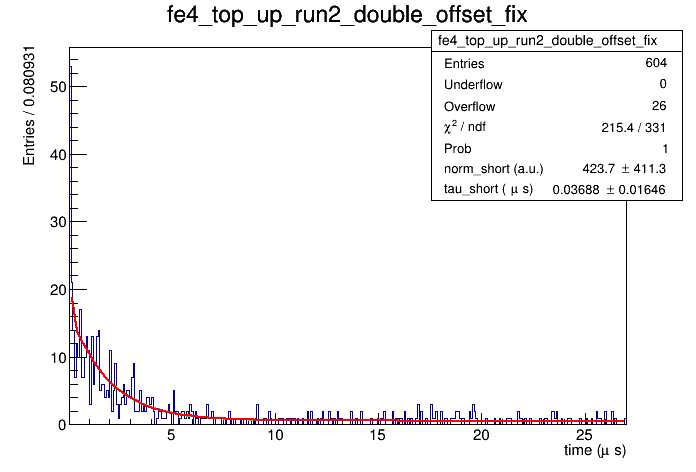 fe4_top_up_run2_double_offset_fix
fe4_top_up_run2_double_offset_fix
Entries 604
Underflow 0
Overflow 26
χ² / ndf 215.4 / 331
Prob 1
norm_short (a.u.) 423.7 ± 411.3
tau_short ( μ s) 0.03688 ± 0.01646
Entries / 0.080931
50
40
30
20
10
0
5 10 15 20 25
time (μ s)